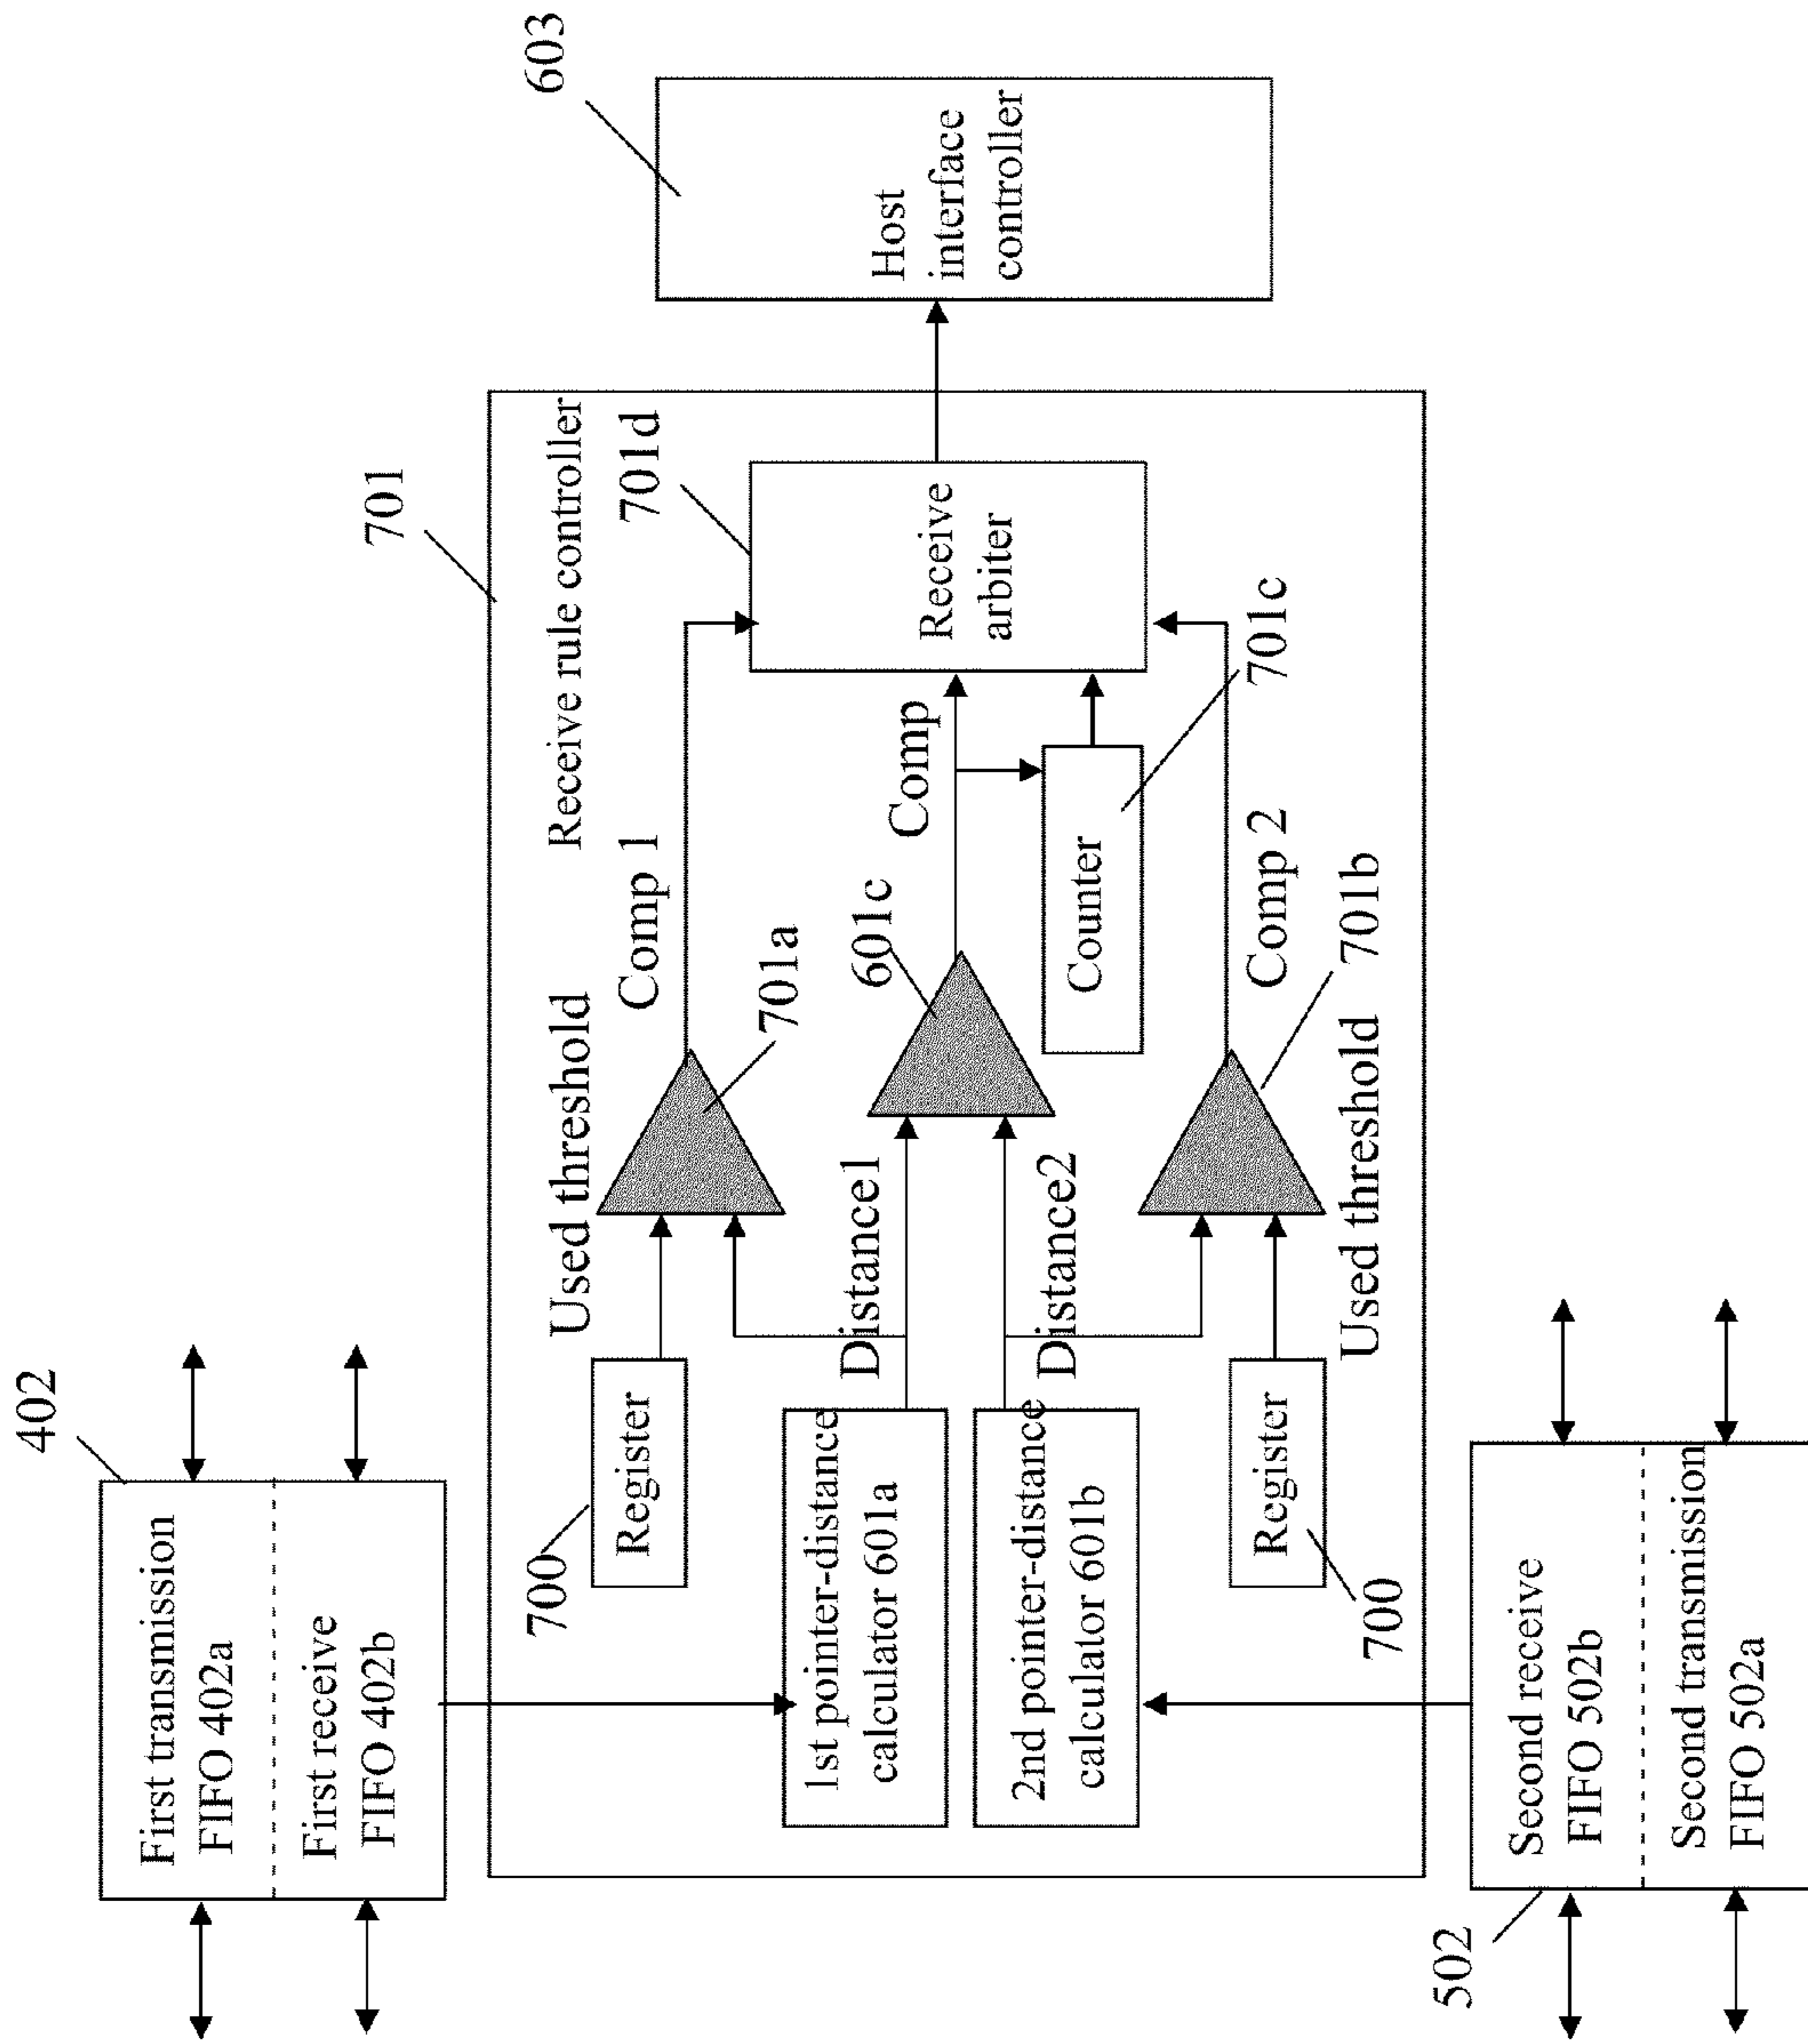 402
First transmission
FIFO 402a
First receive
FIFO 402b
701
Receive rule controller
603
700
Register
Used threshold
Comp 1
701a
701d
1st pointer-distance
calculator 601a
Distance1
601c
Comp
Receive
arbiter
Host
interface
controller
2nd pointer-distance
calculator 601b
Distance2
Counter
701c
Register
700
Used threshold
Comp 2
701b
502
Second receive
FIFO 502b
Second transmission
FIFO 502a